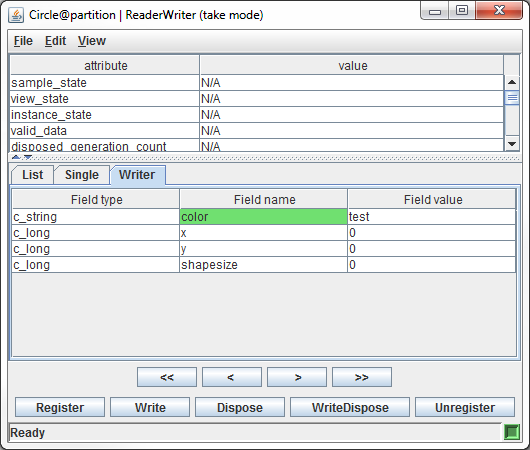 Circle@partition | ReaderWriter (take mode)
File Edit View
attribute value
sample_state N/A
view_state N/A
instance_state N/A
valid_data N/A
disposed_generation_count N/A
List Single Writer
Field type Field name Field value
c_string color test
c_long x 0
c_long y 0
c_long shapesize 0
<< < > >>
Register Write Dispose WriteDispose Unregister
Ready